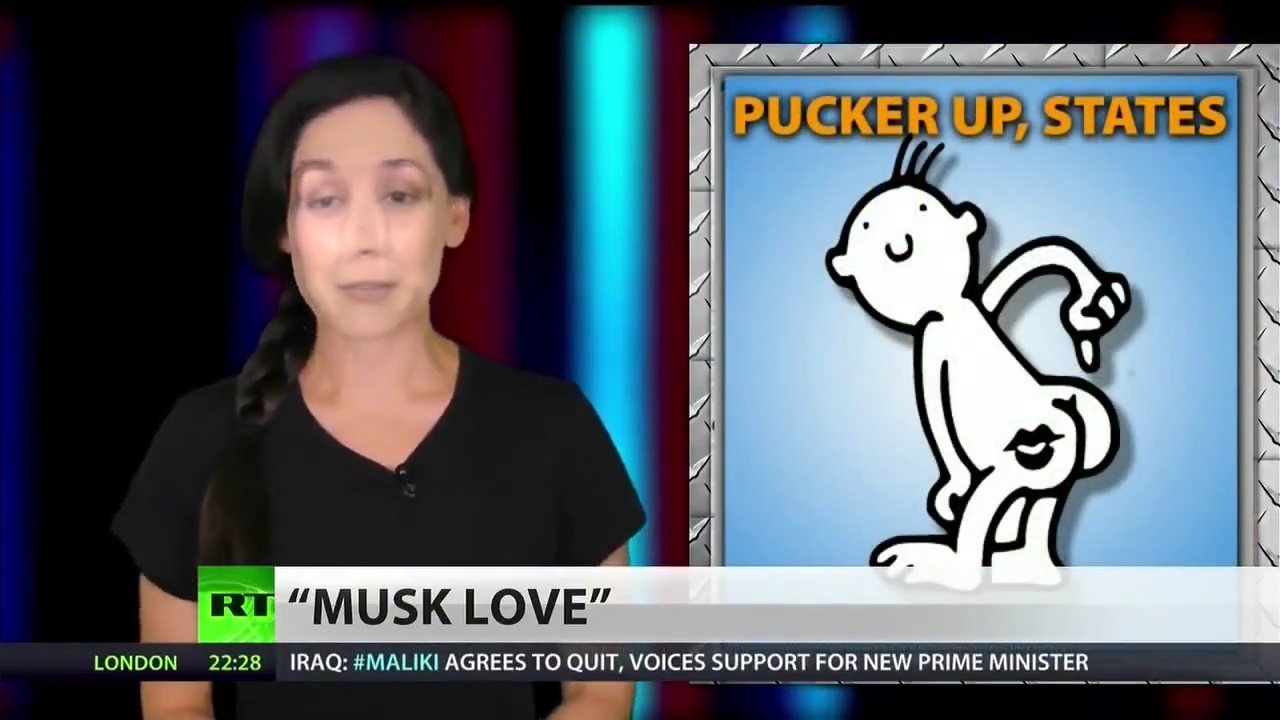 PUCKER UP, STATES
RT
“MUSK LOVE”
LONDON 22:28 IRAQ: #MALIKI AGREES TO QUIT, VOICES SUPPORT FOR NEW PRIME MINISTER